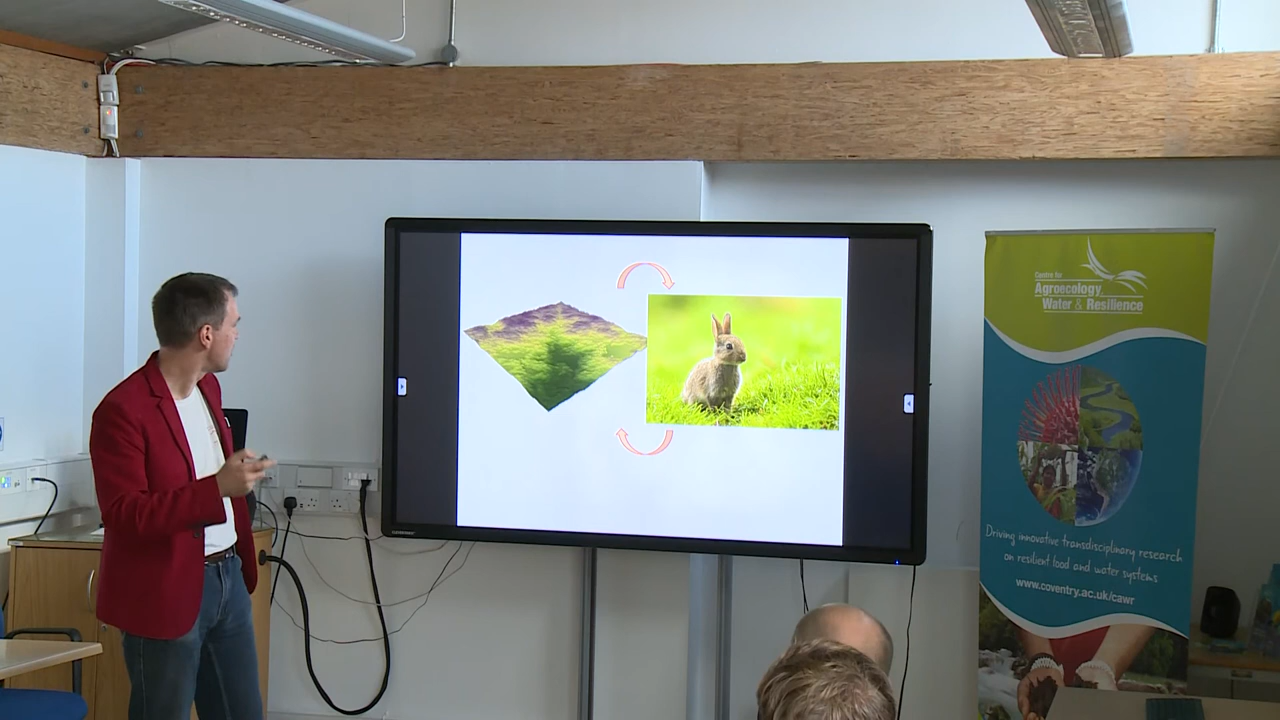 Centre for
Agroecology
Water & Resilience
Driving innovative transdisciplinary research
on resilient food and water systems
www.coventry.ac.uk/cawr